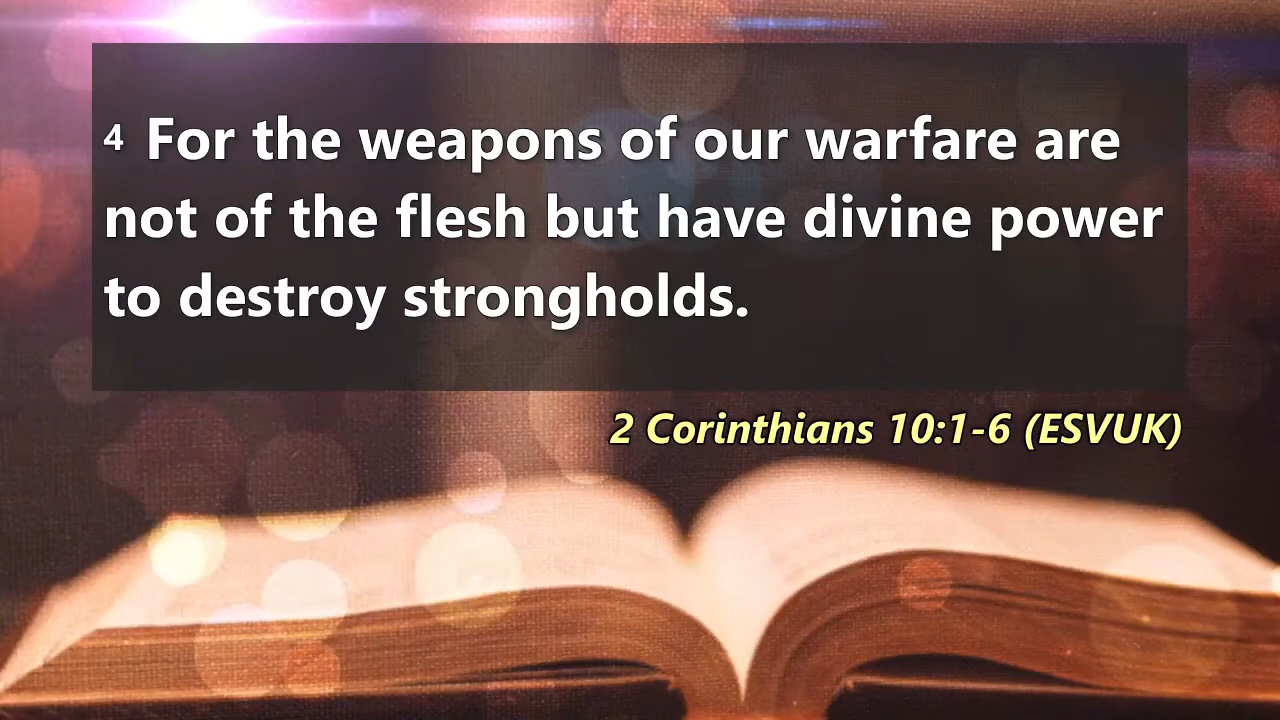 4 For the weapons of our warfare are
not of the flesh but have divine power
to destroy strongholds.
2 Corinthians 10:1-6 (ESVUK)